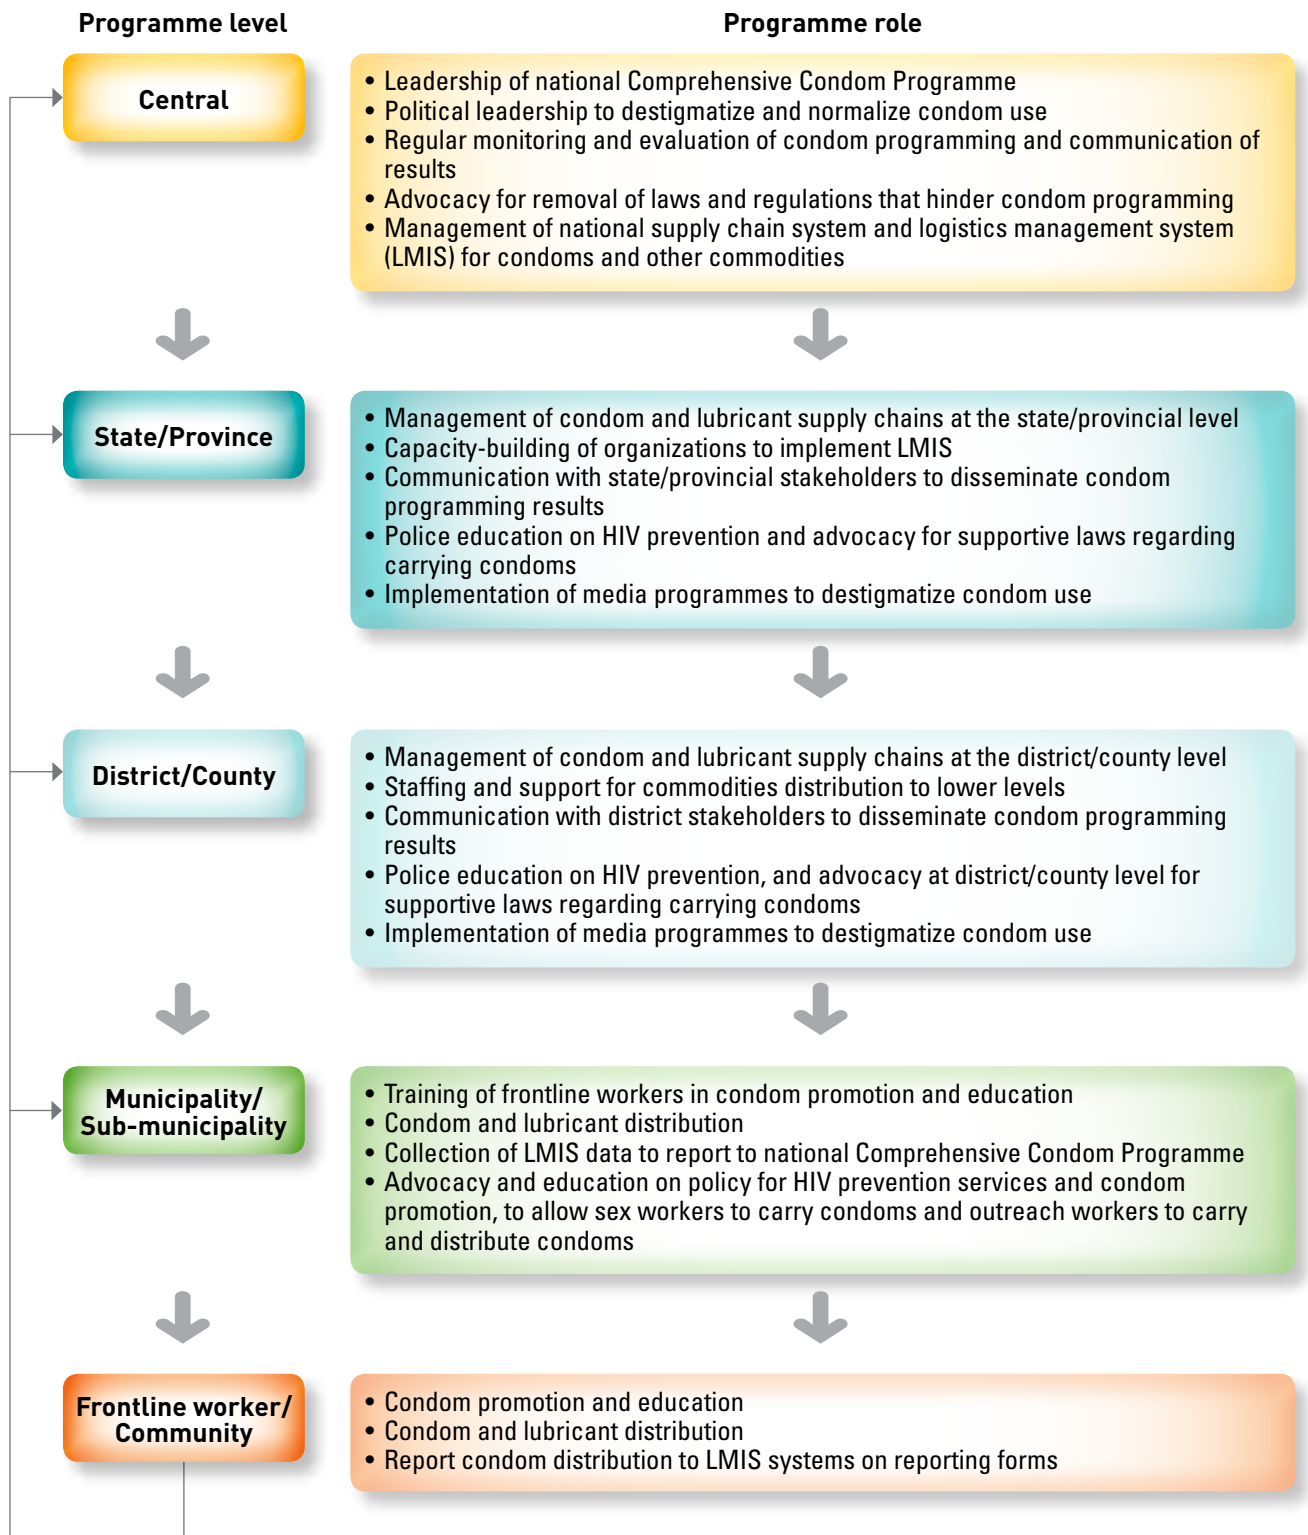 Programme level
Programme role
Central
• Leadership of national Comprehensive Condom Programme
• Political leadership to destigmatize and normalize condom use
• Regular monitoring and evaluation of condom programming and communication of
results
• Advocacy for removal of laws and regulations that hinder condom programming
• Management of national supply chain system and logistics management system
(LMIS) for condoms and other commodities
State/Province
• Management of condom and lubricant supply chains at the state/provincial level
• Capacity-building of organizations to implement LMIS
• Communication with state/provincial stakeholders to disseminate condom
programming results
• Police education on HIV prevention and advocacy for supportive laws regarding
carrying condoms
• Implementation of media programmes to destigmatize condom use
District/County
• Management of condom and lubricant supply chains at the district/county level
• Staffing and support for commodities distribution to lower levels
• Communication with district stakeholders to disseminate condom programming
results
• Police education on HIV prevention, and advocacy at district/county level for
supportive laws regarding carrying condoms
• Implementation of media programmes to destigmatize condom use
Municipality/
Sub-municipality
• Training of frontline workers in condom promotion and education
• Condom and lubricant distribution
• Collection of LMIS data to report to national Comprehensive Condom Programme
• Advocacy and education on policy for HIV prevention services and condom
promotion, to allow sex workers to carry condoms and outreach workers to carry
and distribute condoms
Frontline worker/
Community
• Condom promotion and education
• Condom and lubricant distribution
• Report condom distribution to LMIS systems on reporting forms